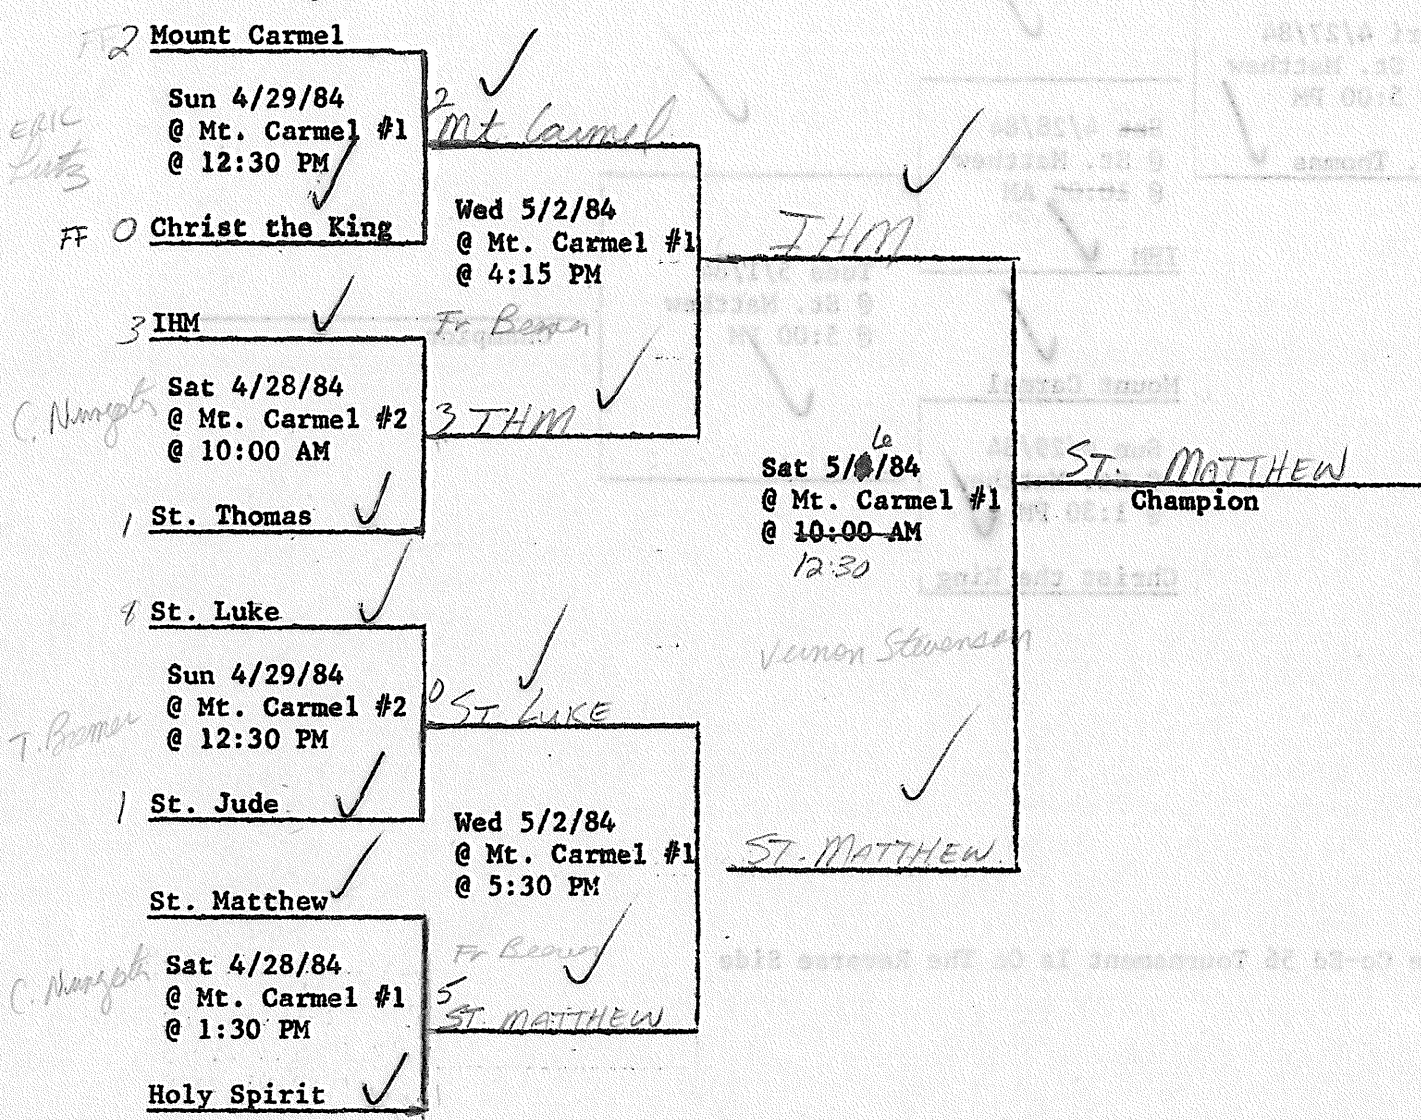 2 Mount Carmel
Sun 4/29/84
@ Mt. Carmel #1
@ 12:30 PM
ERIC
Lutz
FF 0 Christ the King
2
Mt Carmel
Wed 5/2/84
@ Mt. Carmel #1
@ 4:15 PM
3 IHM
Sat 4/28/84
@ Mt. Carmel #2
@ 10:00 AM
1 St. Thomas
3 IHM
IHM
8 St. Luke
Sun 4/29/84
@ Mt. Carmel #2
@ 12:30 PM
1 St. Jude
0 ST. LUKE
Wed 5/2/84
@ Mt. Carmel #1
@ 5:30 PM
St. Matthew
Sat 4/28/84
@ Mt. Carmel #1
@ 1:30 PM
Holy Spirit
5
ST. MATTHEW
ST. MATTHEW
6
Sat 5/ /84
@ Mt. Carmel #1
@ 10:00 AM
12:30
Vernon Stevenson
ST. MATTHEW
Champion